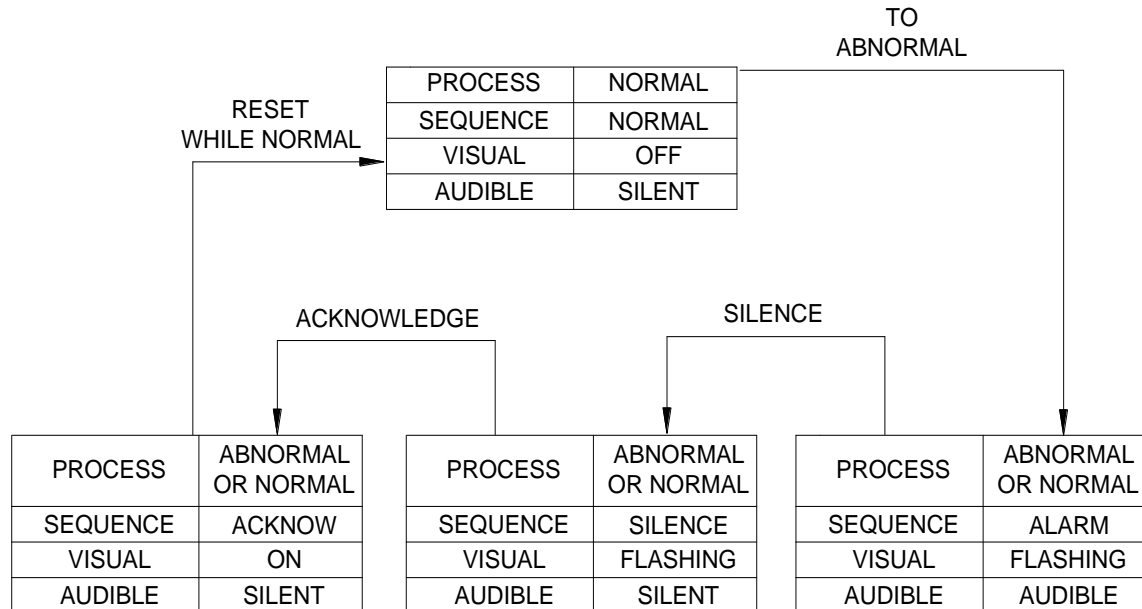 TO
ABNORMAL
PROCESS NORMAL
SEQUENCE NORMAL
VISUAL OFF
AUDIBLE SILENT
RESET
WHILE NORMAL
ACKNOWLEDGE
SILENCE
PROCESS
ABNORMAL
OR NORMAL
SEQUENCE ACKNOW
VISUAL ON
AUDIBLE SILENT
PROCESS
ABNORMAL
OR NORMAL
SEQUENCE SILENCE
VISUAL FLASHING
AUDIBLE SILENT
PROCESS
ABNORMAL
OR NORMAL
SEQUENCE ALARM
VISUAL FLASHING
AUDIBLE AUDIBLE